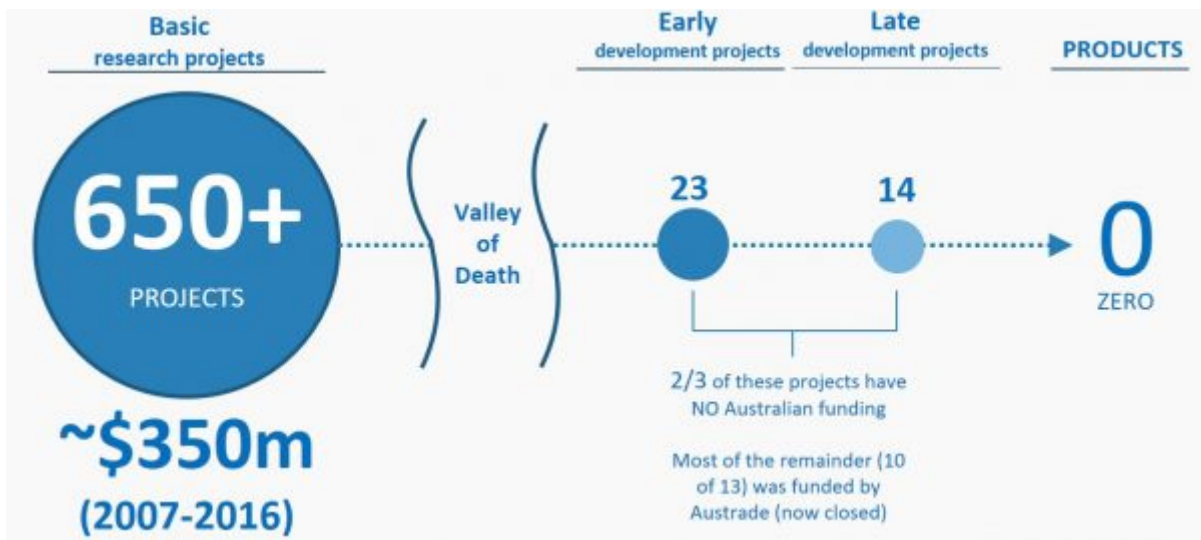 Basic
research projects
Early
development projects
Late
development projects
PRODUCTS
650+
PROJECTS
Valley
of
Death
23
14
0
ZERO
2/3 of these projects have
NO Australian funding
Most of the remainder (10
of 13) was funded by
Austrade (now closed)
~$350m
(2007-2016)